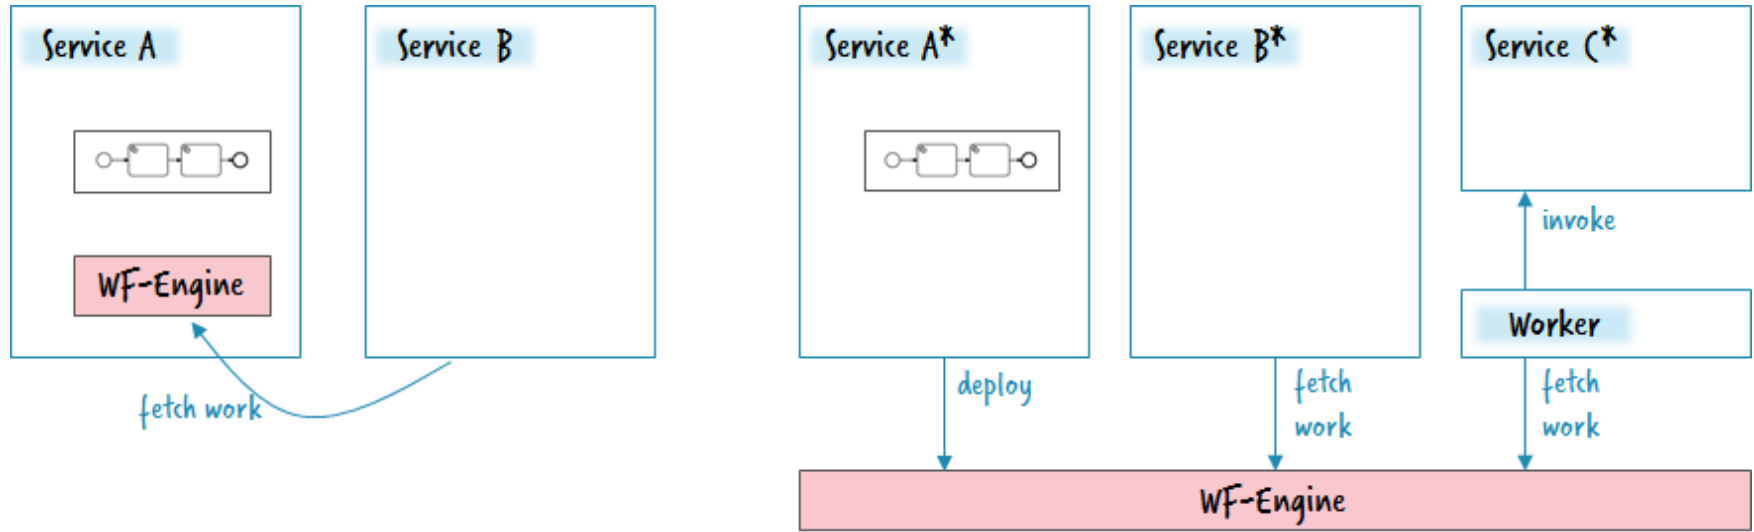 Service A
Service B
Service A*
Service B*
Service C*
invoke
WF-Engine
Worker
fetch work
deploy
fetch
work
fetch
work
WF-Engine